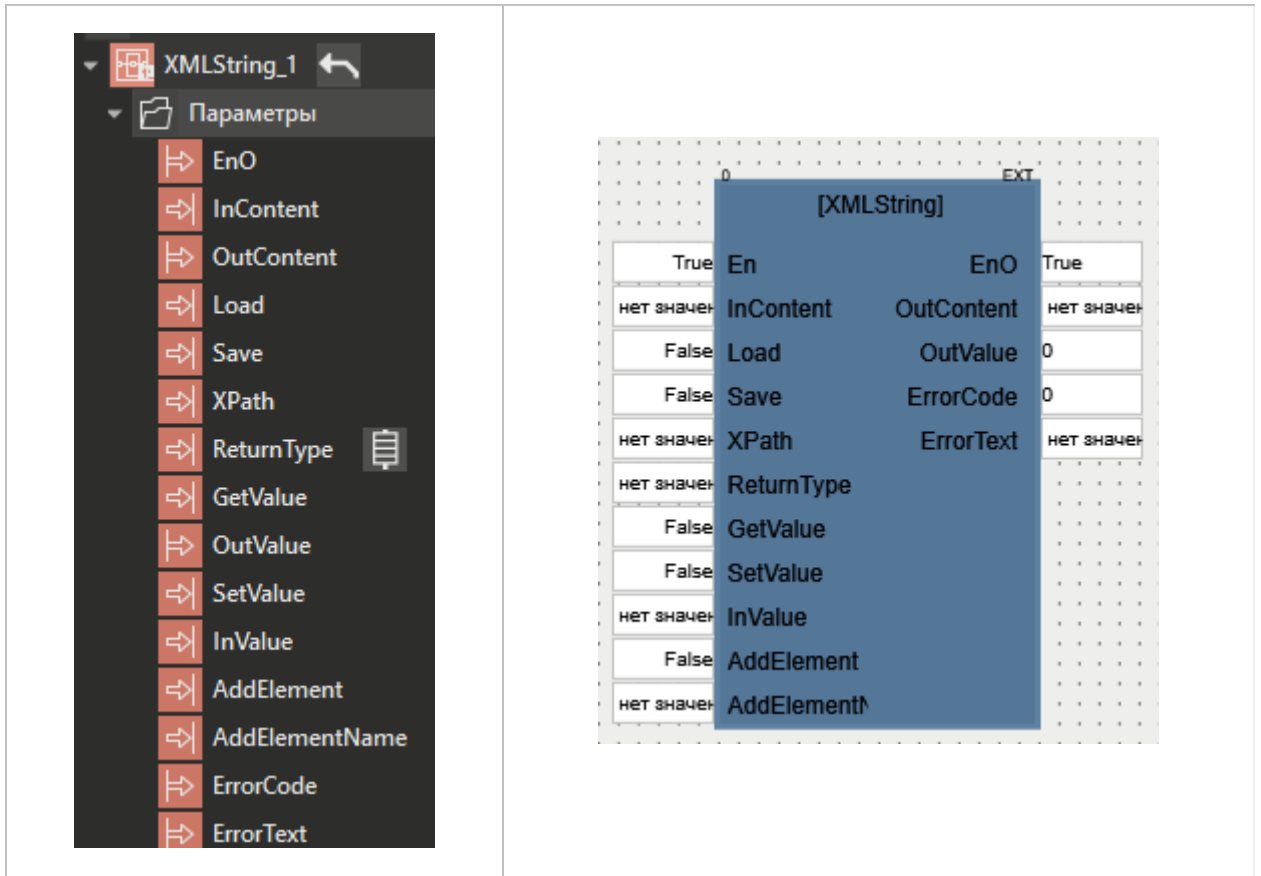 XMLString_1
Параметры
EnO
InContent
OutContent
Load
Save
XPath
ReturnType
GetValue
OutValue
SetValue
InValue
AddElement
AddElementName
ErrorCode
ErrorText
0 EXT
[XMLString]
True En EnO True
нет значен InContent OutContent нет значен
False Load OutValue 0
False Save ErrorCode 0
нет значен XPath ErrorText нет значен
нет значен ReturnType
False GetValue
False SetValue
нет значен InValue
False AddElement
нет значен AddElementN